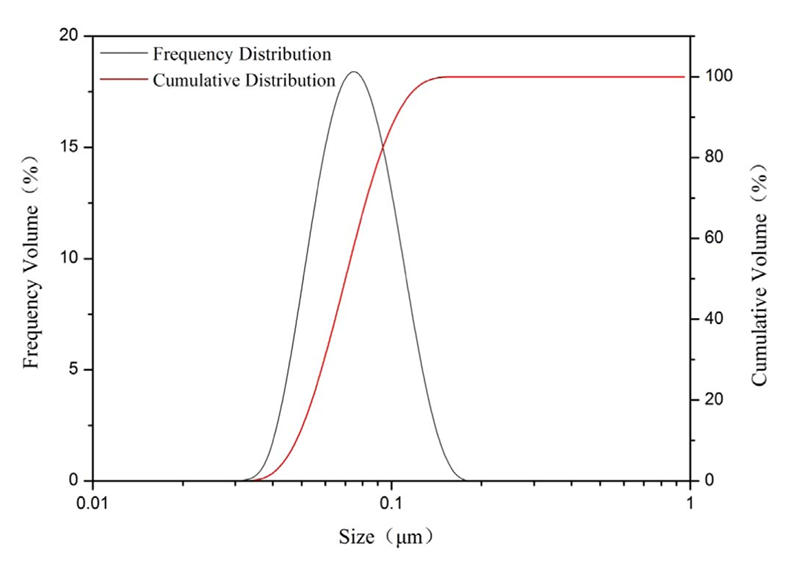 Frequency Distribution
Cumulative Distribution
20
15
10
5
0
100
80
60
40
20
0
0.01
0.1
1
Frequency Volume（%）
Cumulative Volume（%）
Size（μm）